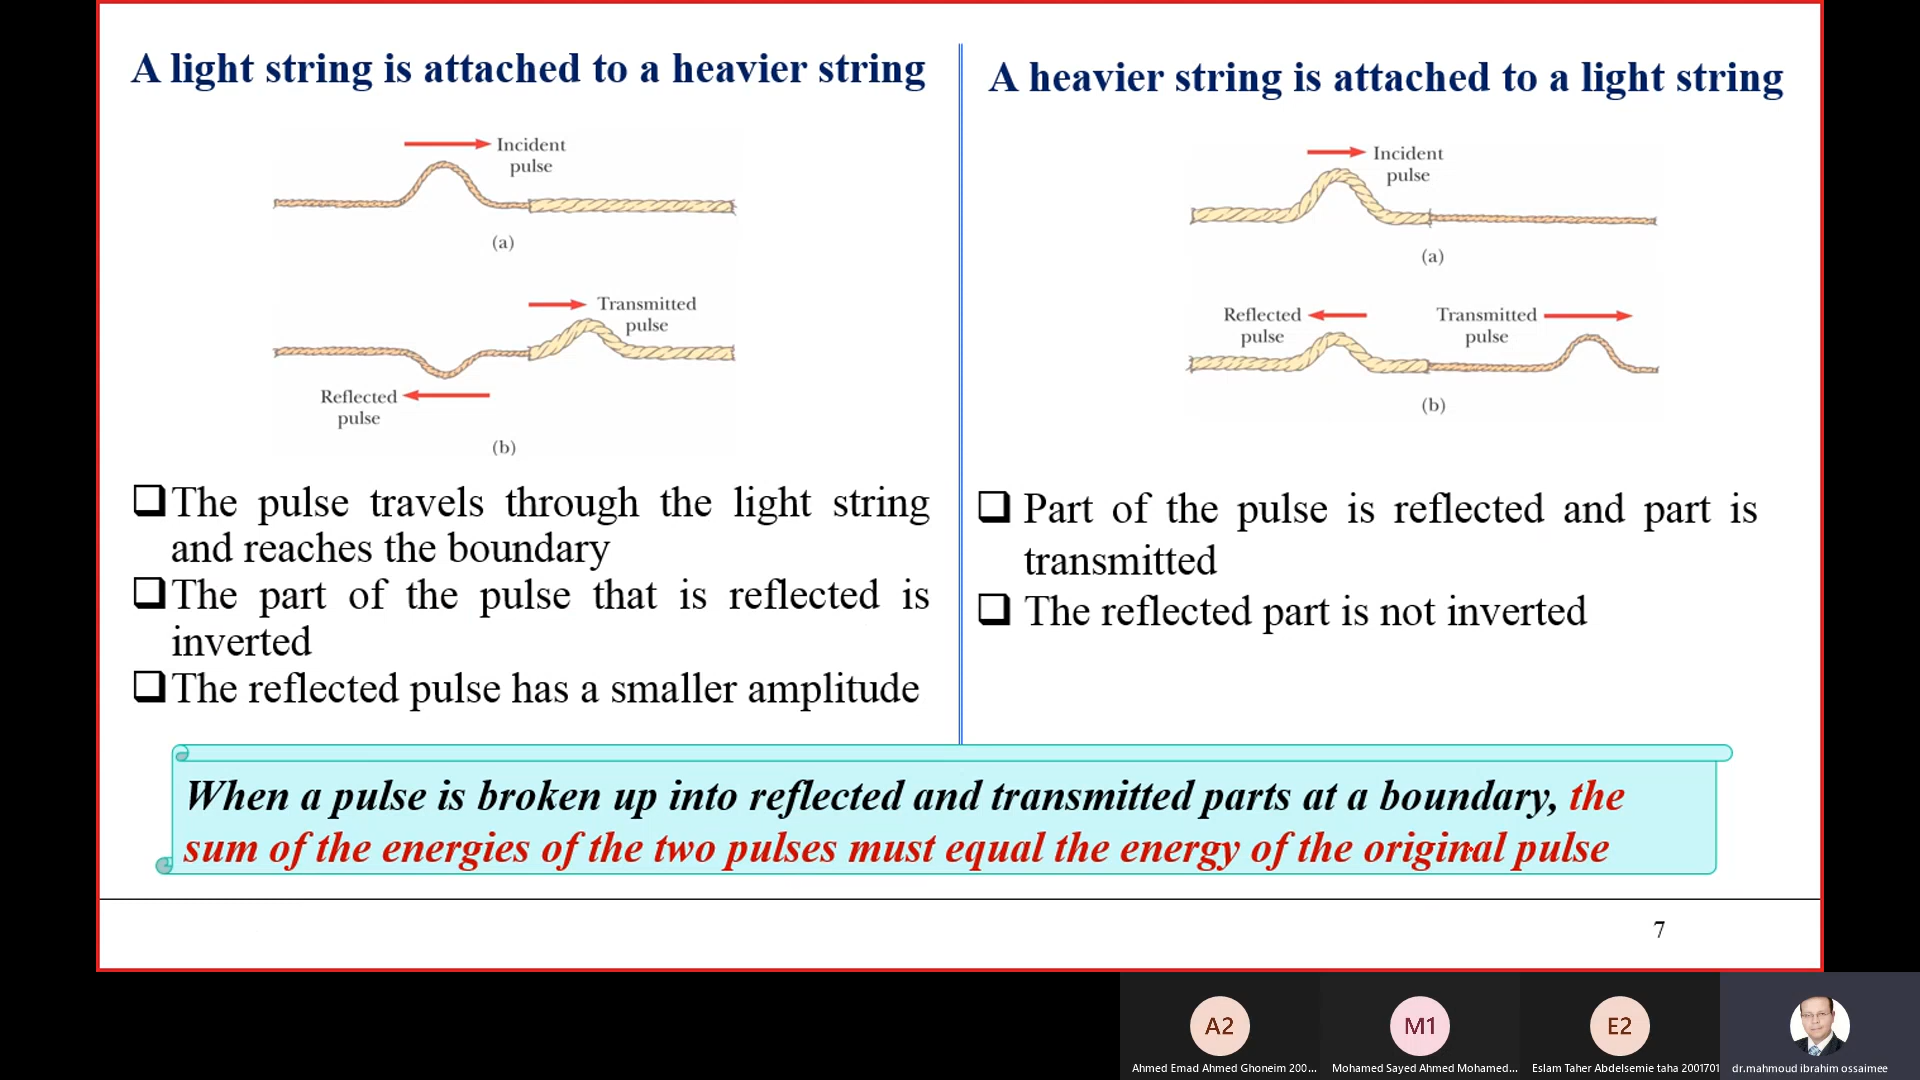 A light string is attached to a heavier string
Incident
pulse
(a)
Transmitted
pulse
Reflected
pulse
(b)
❑The pulse travels through the light string
and reaches the boundary
❑The part of the pulse that is reflected is
inverted
❑The reflected pulse has a smaller amplitude
A heavier string is attached to a light string
Incident
pulse
(a)
Reflected
pulse
Transmitted
pulse
(b)
❑ Part of the pulse is reflected and part is
transmitted
❑ The reflected part is not inverted
When a pulse is broken up into reflected and transmitted parts at a boundary, the
sum of the energies of the two pulses must equal the energy of the original pulse
7
A2
Ahmed Emad Ahmed Ghoneim 200...
M1
Mohamed Sayed Ahmed Mohamed...
E2
Eslam Taher Abdelsemie taha 2001701
dr.mahmoud ibrahim ossaimee